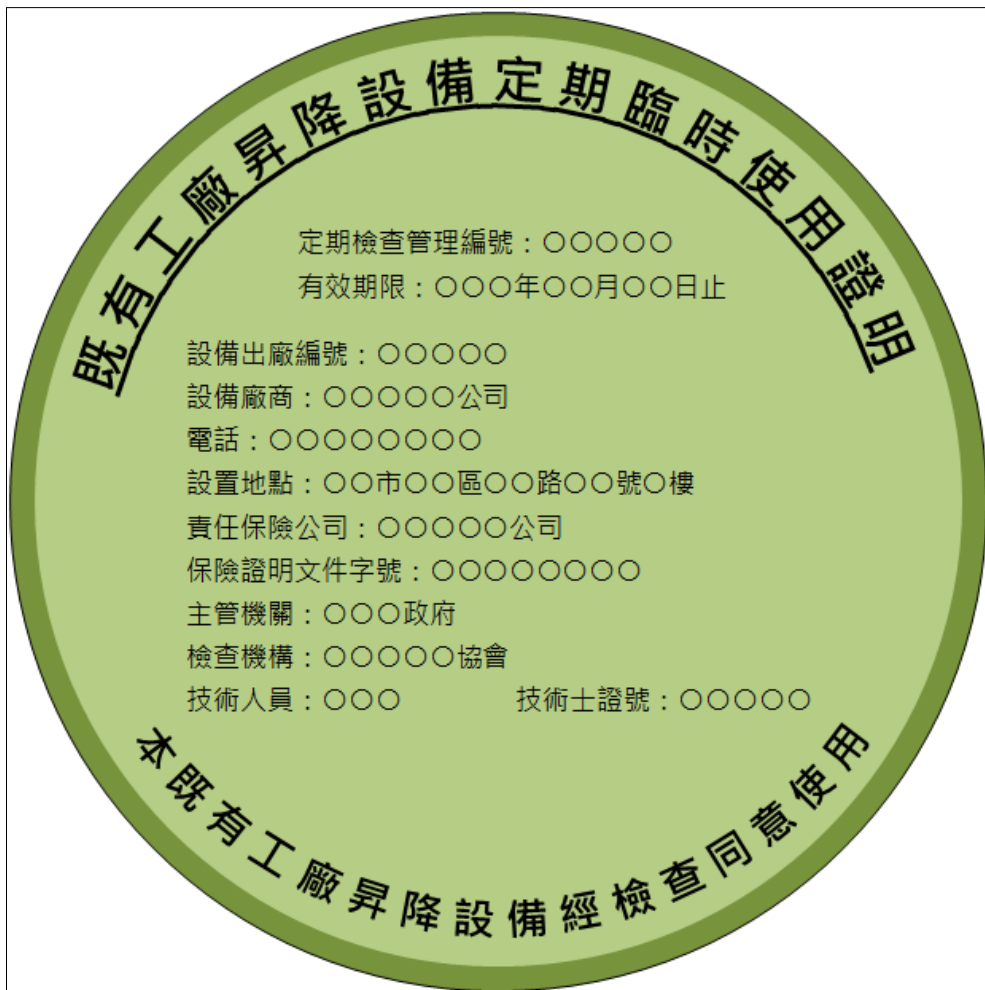 既有工廠昇降設備定期臨時使用證明
定期檢查管理編號：○○○○○
有效期限：○○○年○○月○○日止
設備出廠編號：○○○○○
設備廠商：○○○○○公司
電話：○○○○○○○○
設置地點：○○市○○區○○路○○號○樓
責任保險公司：○○○○○公司
保險證明文件字號：○○○○○○○○
主管機關：○○○政府
檢查機構：○○○○○協會
技術人員：○○○　技術士證號：○○○○○
本既有工廠昇降設備經檢查同意使用